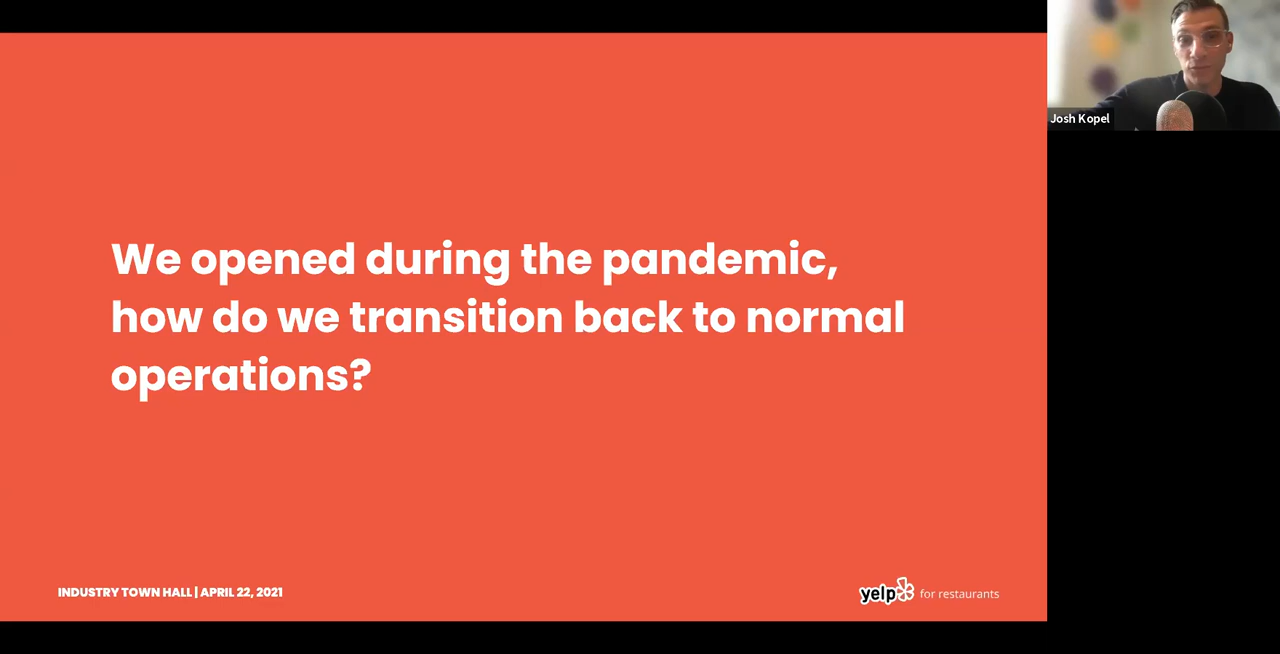 Josh Kopel
We opened during the pandemic,
how do we transition back to normal
operations?
INDUSTRY TOWN HALL | APRIL 22, 2021
yelp for restaurants